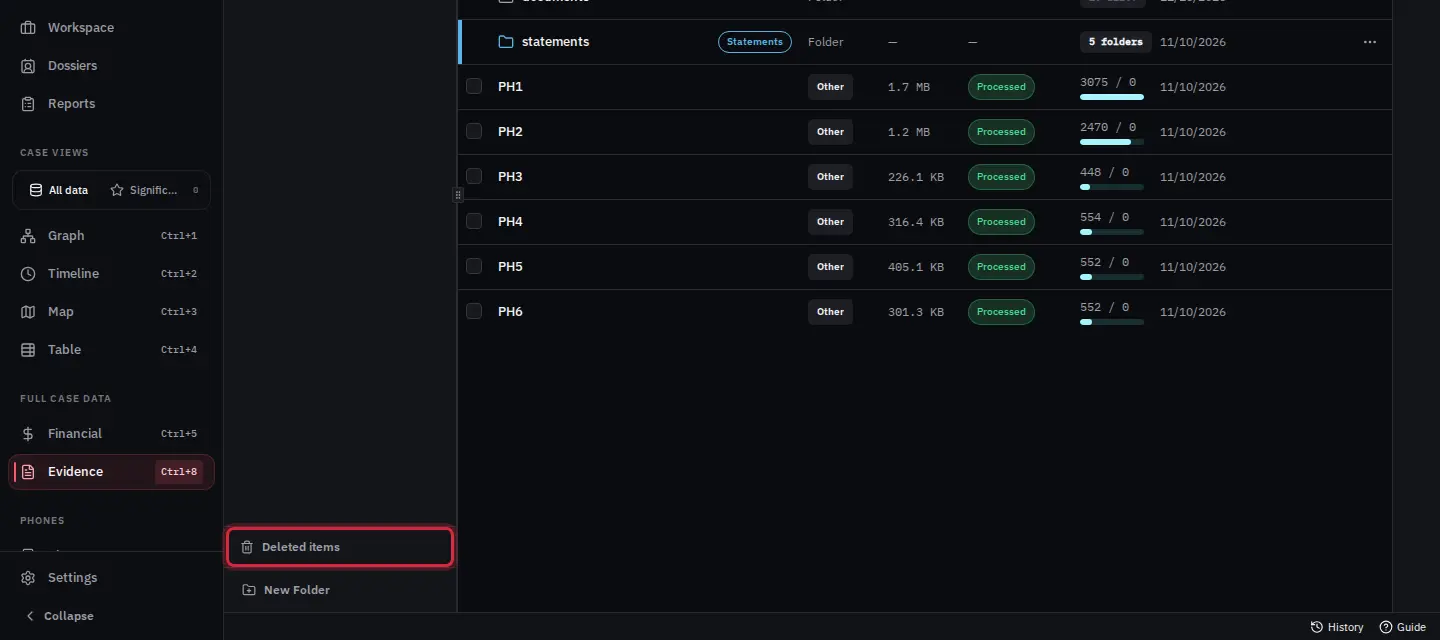 Workspace
Dossiers
Reports
CASE VIEWS
All data Signific... 0
Graph Ctrl+1
Timeline Ctrl+2
Map Ctrl+3
Table Ctrl+4
FULL CASE DATA
Financial Ctrl+5
Evidence Ctrl+8
PHONES
Settings
Collapse
Deleted items
New Folder
statements Statements Folder — — 5 folders 11/10/2026
PH1 Other 1.7 MB Processed 3075 / 0 11/10/2026
PH2 Other 1.2 MB Processed 2470 / 0 11/10/2026
PH3 Other 226.1 KB Processed 448 / 0 11/10/2026
PH4 Other 316.4 KB Processed 554 / 0 11/10/2026
PH5 Other 405.1 KB Processed 552 / 0 11/10/2026
PH6 Other 301.3 KB Processed 552 / 0 11/10/2026
History Guide